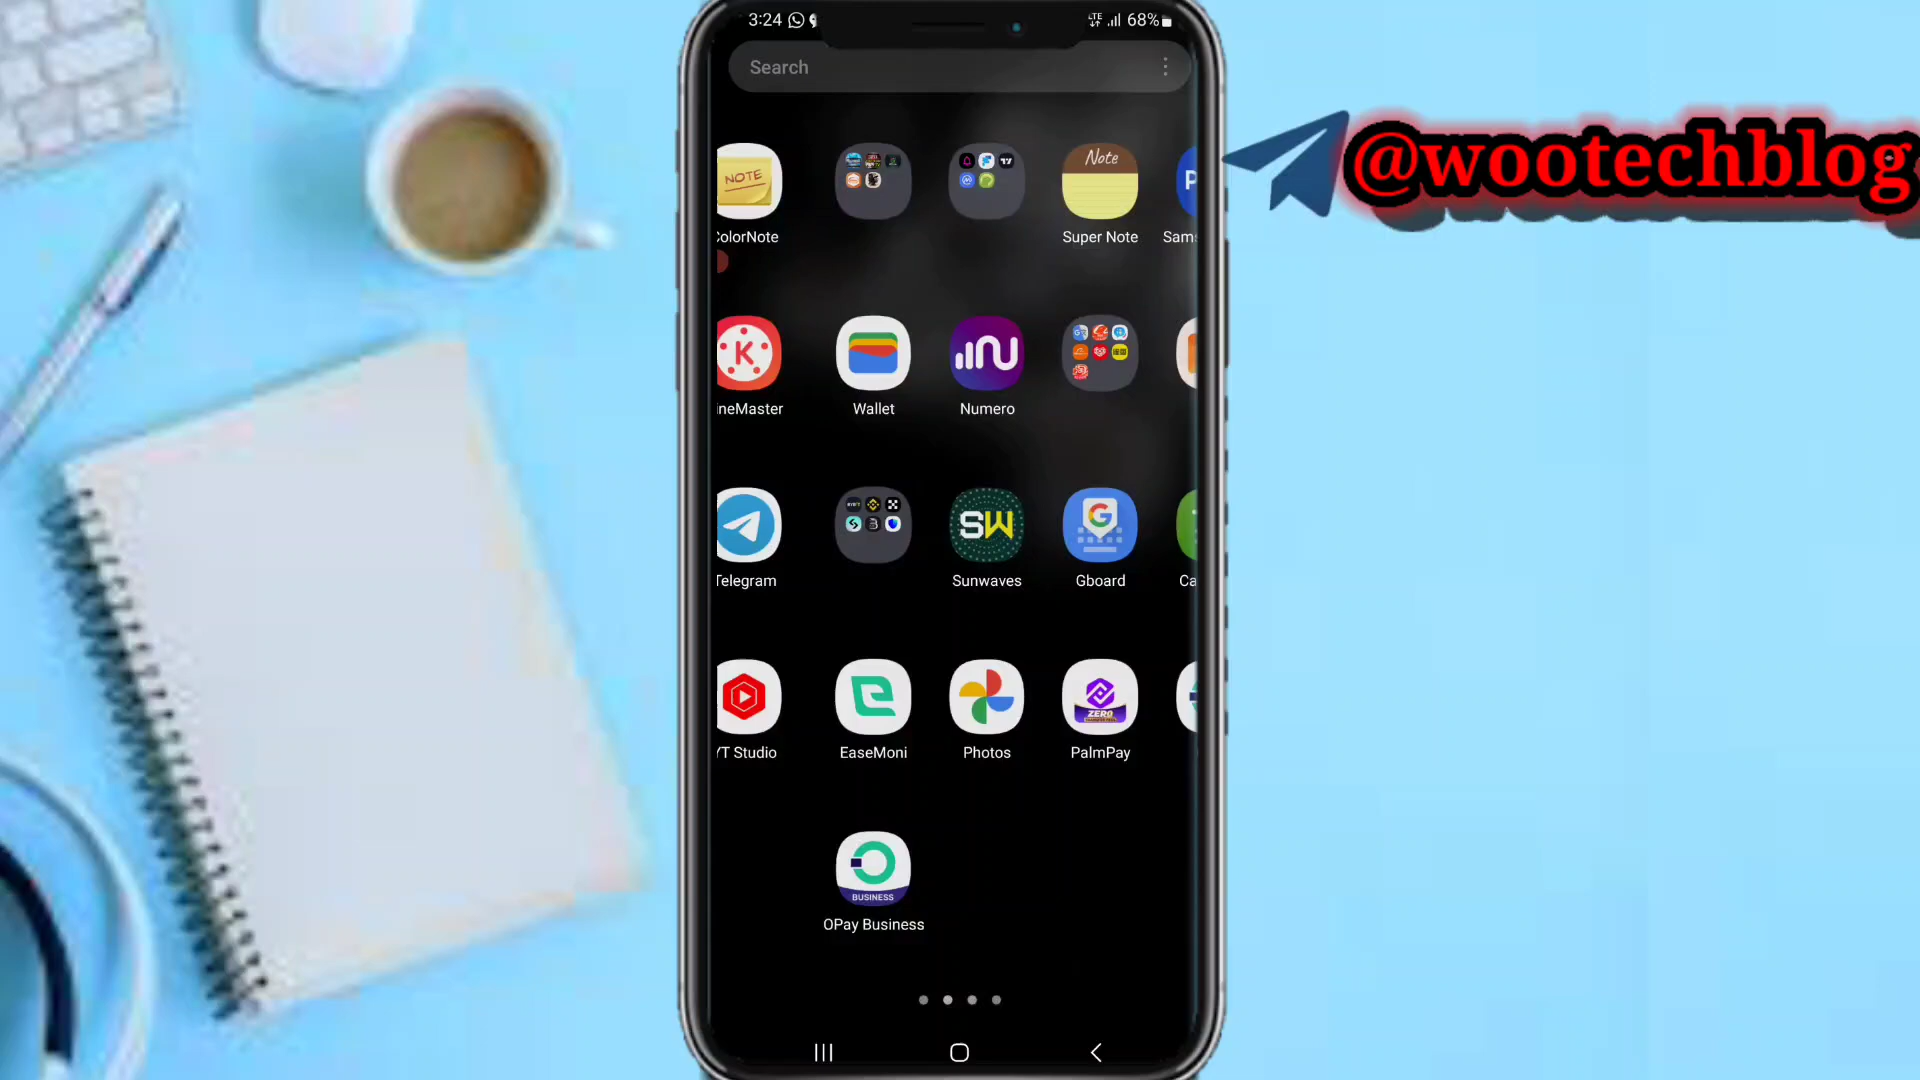 3:24
LTE
68%
Search
@wootechblog
NOTE
Note
P
ColorNote
Super Note
Sams
K
ineMaster
Wallet
Numero
SW
G
Telegram
Sunwaves
Gboard
Ca
ZERO
YT Studio
EaseMoni
Photos
PalmPay
BUSINESS
OPay Business